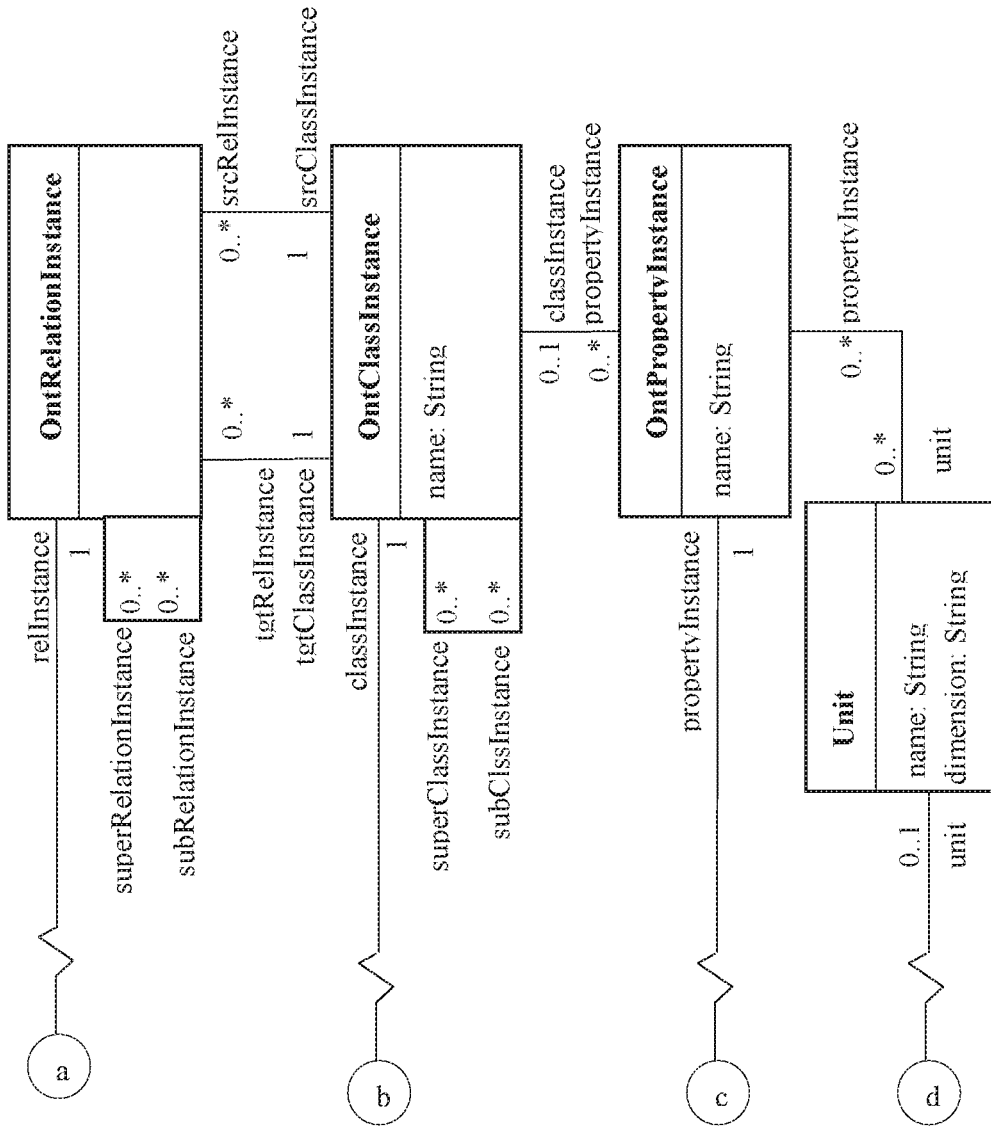 OntRelationInstance
relInstance
1
superRelationInstance
0..*
0..*
subRelationInstance
0..*
srcRelInstance
0..*
tgtRelInstance
1
srcClassInstance
1
tgtClassInstance
OntClassInstance
name: String
classInstance
1
superClassInstance
0..*
0..*
subClssInstance
0..1
classInstance
0..*
propertyInstance
OntPropertyInstance
name: String
propertyInstance
1
0..*
propertyInstance
0..*
unit
Unit
name: String
dimension: String
0..1
unit
a
b
c
d